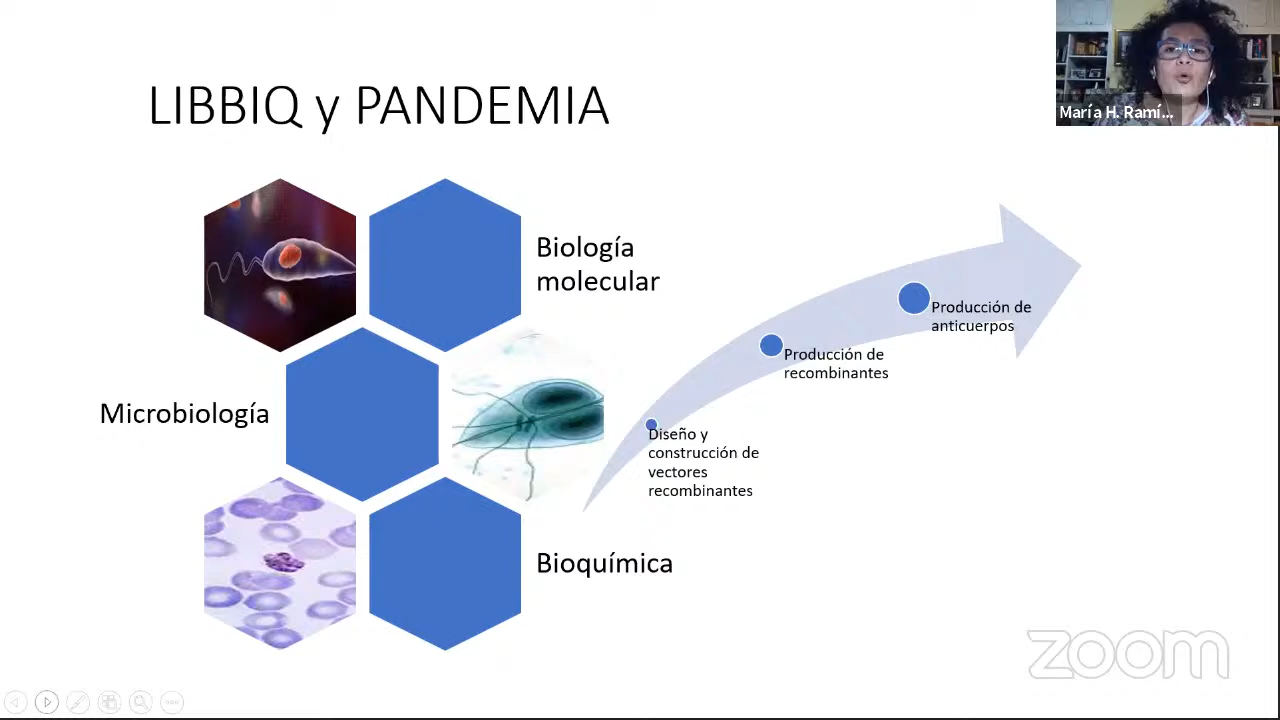 LIBBIQ y PANDEMIA
María H. Ramí...
Biología
molecular
Microbiología
Bioquímica
Diseño y
construcción de
vectores
recombinantes
Producción de
recombinantes
Producción de
anticuerpos
zoom